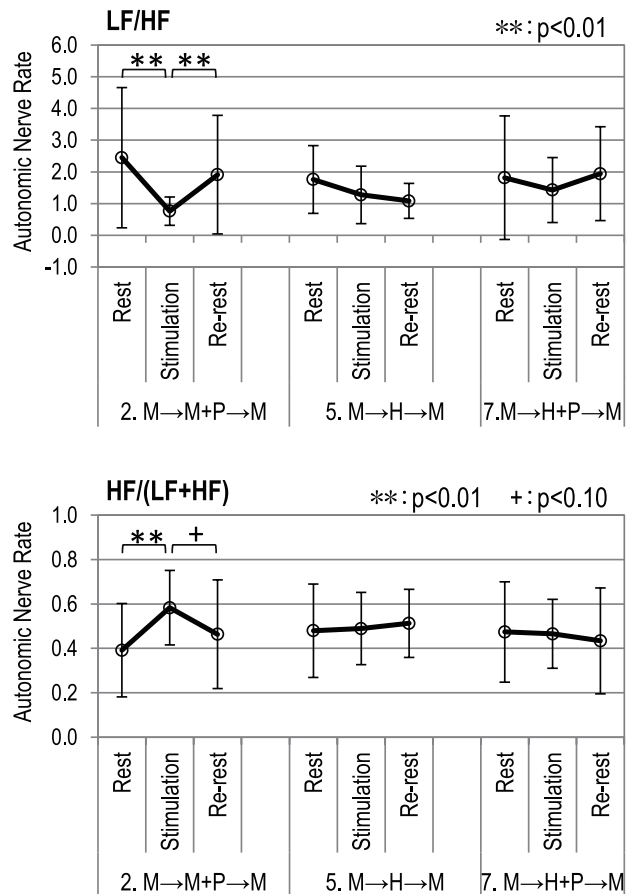 LF/HF
**: p<0.01
Autonomic Nerve Rate
6.0
5.0
4.0
3.0
2.0
1.0
0.0
-1.0
** **
Rest Stimulation Re-rest Rest Stimulation Re-rest Rest Stimulation Re-rest
2. M→M+P→M 5. M→H→M 7.M→H+P→M
HF/(LF+HF)
**: p<0.01 +: p<0.10
Autonomic Nerve Rate
1.0
0.8
0.6
0.4
0.2
0.0
** +
Rest Stimulation Re-rest Rest Stimulation Re-rest Rest Stimulation Re-rest
2. M→M+P→M 5. M→H→M 7. M→H+P→M